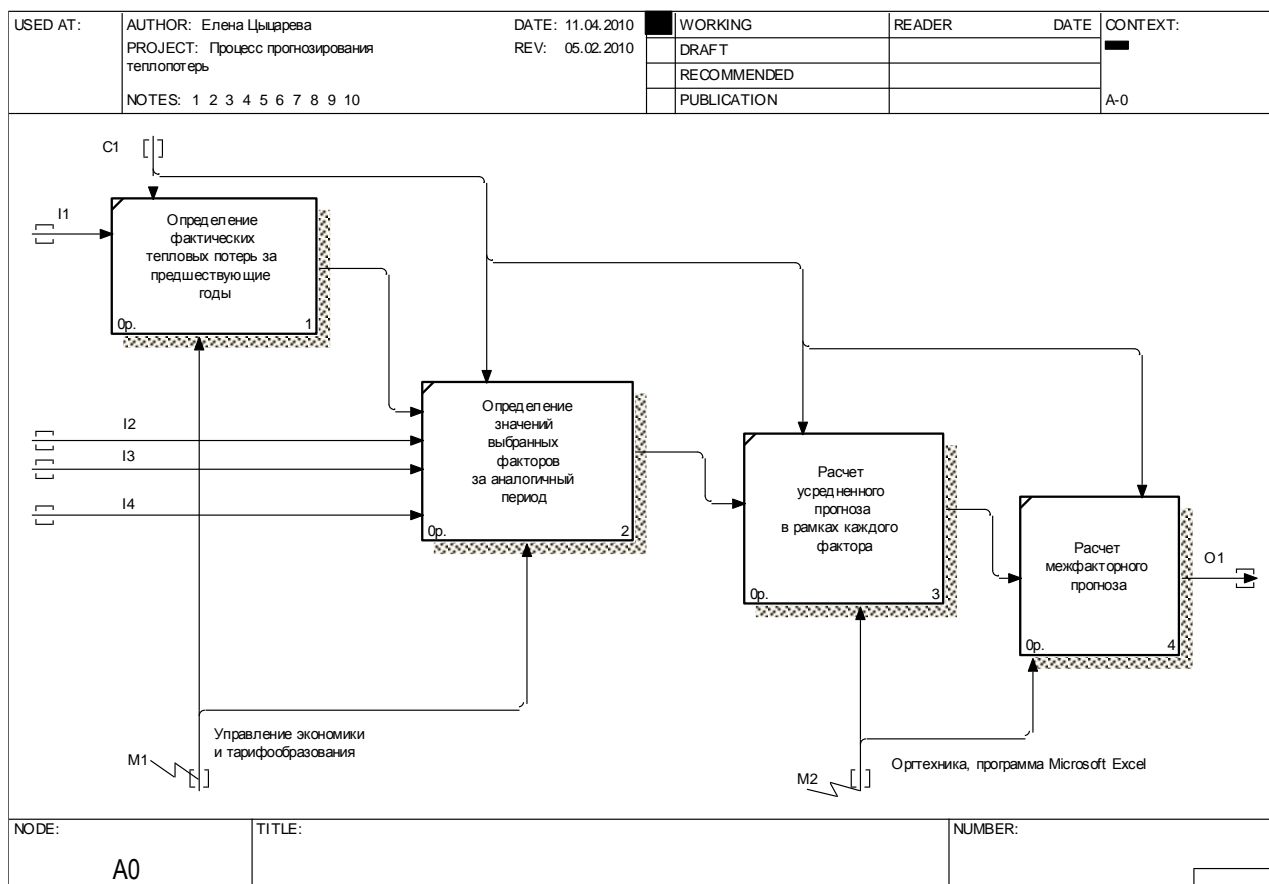 USED AT:
AUTHOR: Елена Цыцарева
DATE: 11.04.2010
WORKING
READER
DATE
CONTEXT:
PROJECT: Процесс прогнозирования
теплопотерь
REV: 05.02.2010
DRAFT
RECOMMENDED
NOTES: 1 2 3 4 5 6 7 8 9 10
PUBLICATION
A-0
C1
I1
Определение
фактических
тепловых потерь за
предшествующие
годы
0р.
1
I2
I3
I4
Определение
значений
выбранных
факторов
за аналогичный
период
0р.
2
Расчет
усредненного
прогноза
в рамках каждого
фактора
0р.
3
Расчет
межфакторного
прогноза
0р.
4
O1
Управление экономики
и тарифообразования
M1
Оргтехника, программа Microsoft Excel
M2
NODE:
TITLE:
NUMBER:
A0